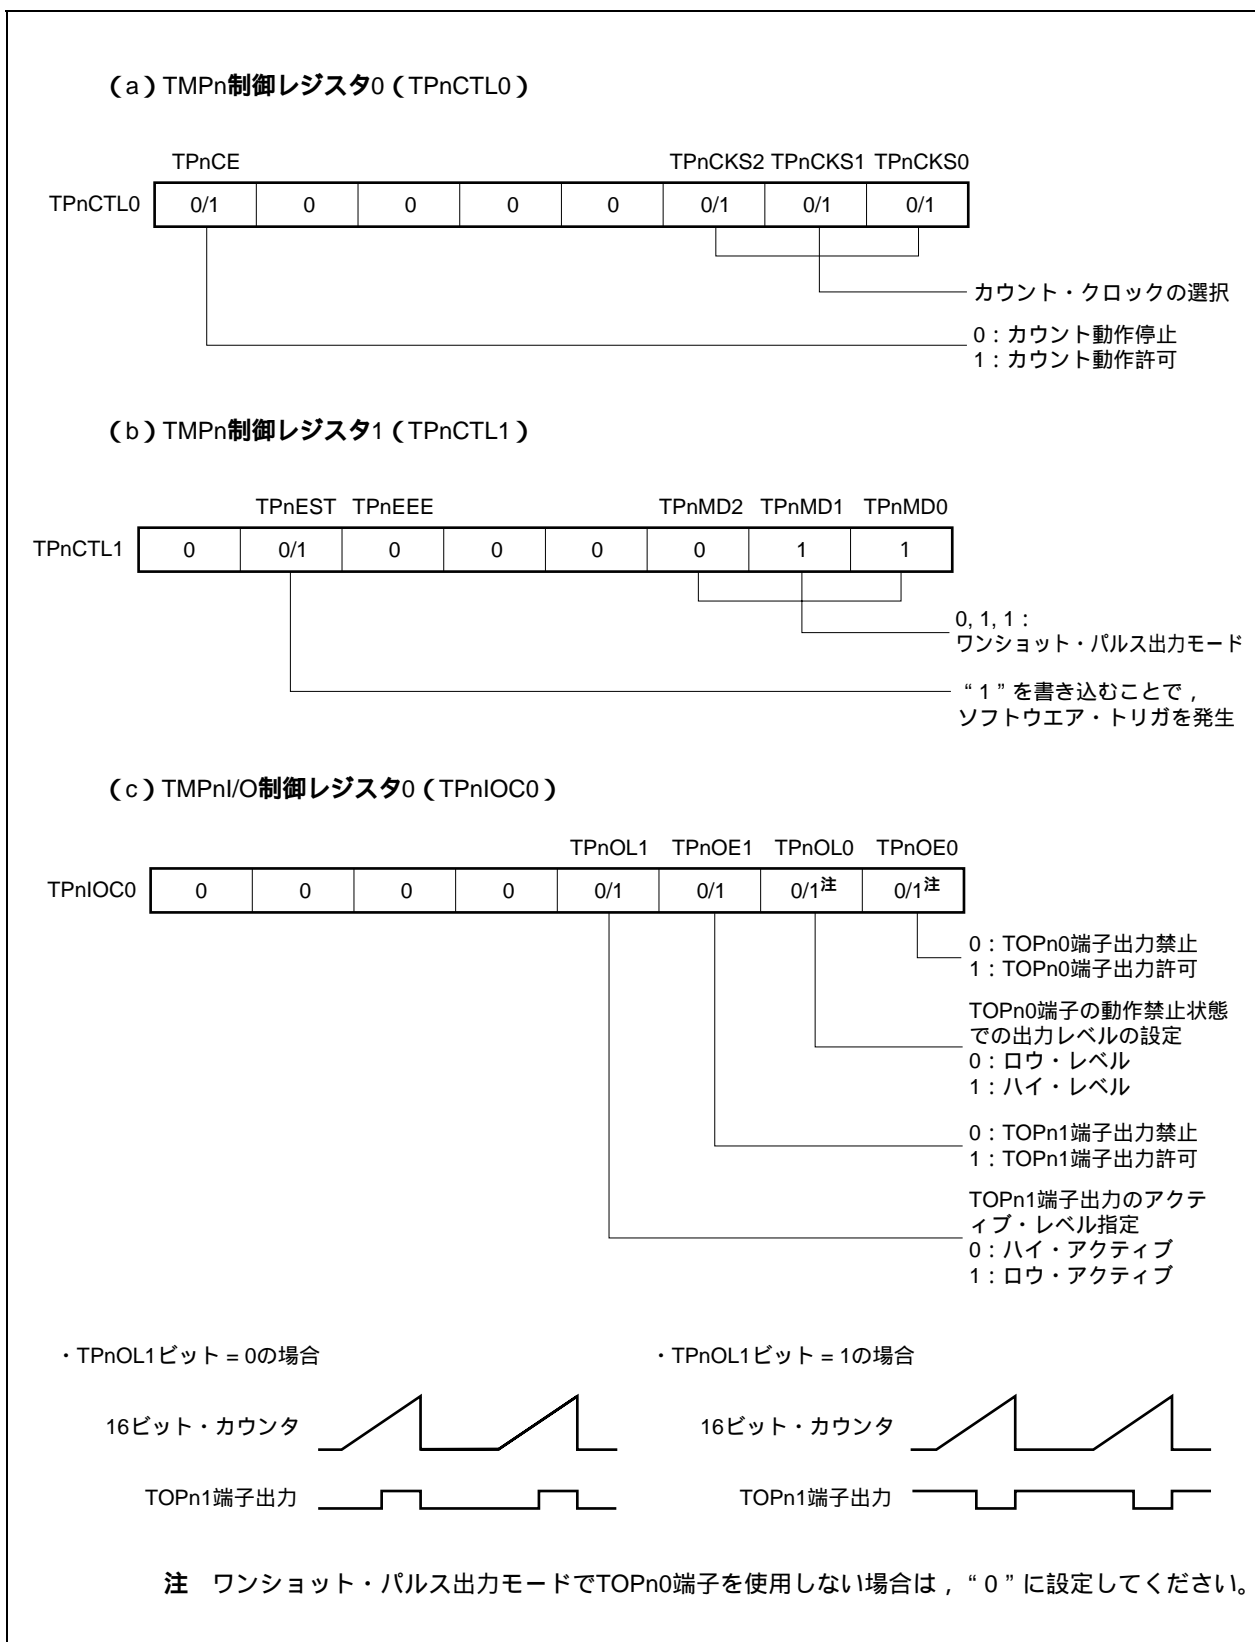 (a)TMPn制御レジスタ0(TPnCTL0)
TPnCE TPnCKS2 TPnCKS1 TPnCKS0
TPnCTL0 0/1 0 0 0 0 0/1 0/1 0/1
カウント・クロックの選択
0:カウント動作停止
1:カウント動作許可
(b)TMPn制御レジスタ1(TPnCTL1)
TPnEST TPnEEE TPnMD2 TPnMD1 TPnMD0
TPnCTL1 0 0/1 0 0 0 0 1 1
0, 1, 1:
ワンショット・パルス出力モード
“1”を書き込むことで,
ソフトウエア・トリガを発生
(c)TMPnI/O制御レジスタ0(TPnIOC0)
TPnOL1 TPnOE1 TPnOL0 TPnOE0
TPnIOC0 0 0 0 0 0/1 0/1 0/1注 0/1注
0:TOPn0端子出力禁止
1:TOPn0端子出力許可
TOPn0端子の動作禁止状態
での出力レベルの設定
0:ロウ・レベル
1:ハイ・レベル
0:TOPn1端子出力禁止
1:TOPn1端子出力許可
TOPn1端子出力のアクテ
ィブ・レベル指定
0:ハイ・アクティブ
1:ロウ・アクティブ
・TPnOL1ビット = 0の場合
16ビット・カウンタ
TOPn1端子出力
・TPnOL1ビット = 1の場合
16ビット・カウンタ
TOPn1端子出力
注 ワンショット・パルス出力モードでTOPn0端子を使用しない場合は,“0”に設定してください。